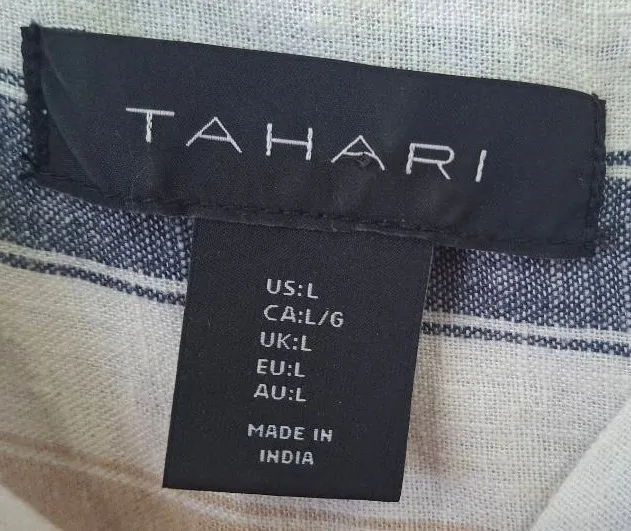 TAHARI
US:L
CA:L/G
UK:L
EU:L
AU:L
MADE IN
INDIA